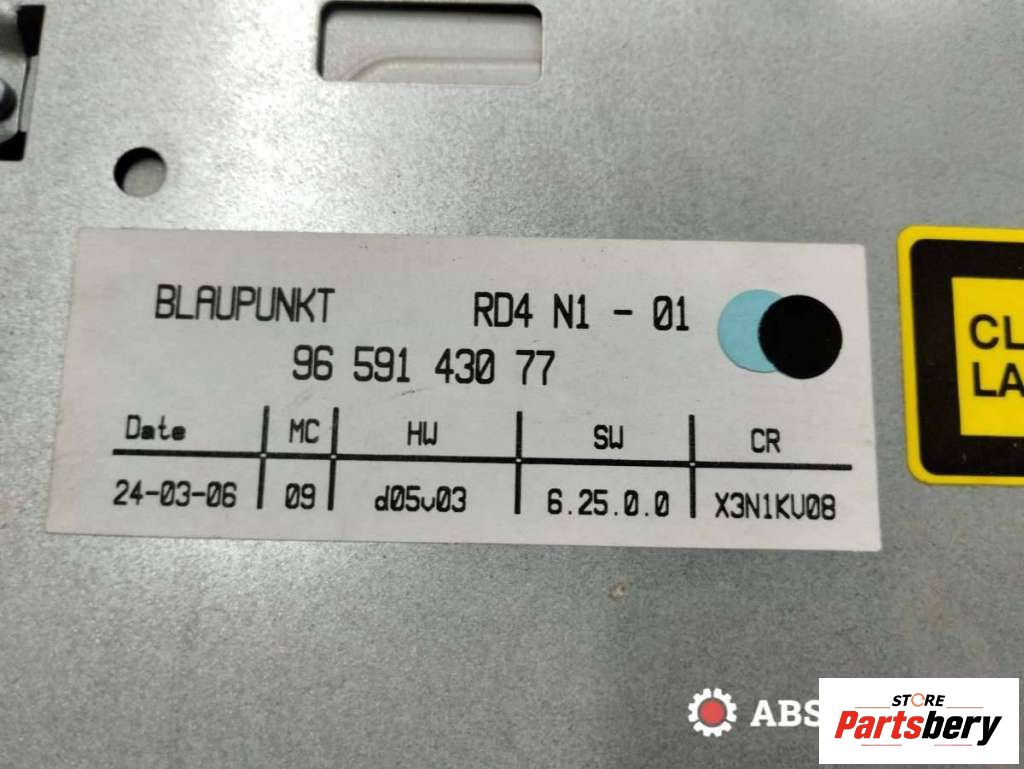 BLAUPUNKT RD4 N1 - 01
96 591 430 77
Date MC HW SW CR
24-03-06 09 d05v03 6.25.0.0 X3N1KV08
CL
LA
ABS
STORE
Partsbery